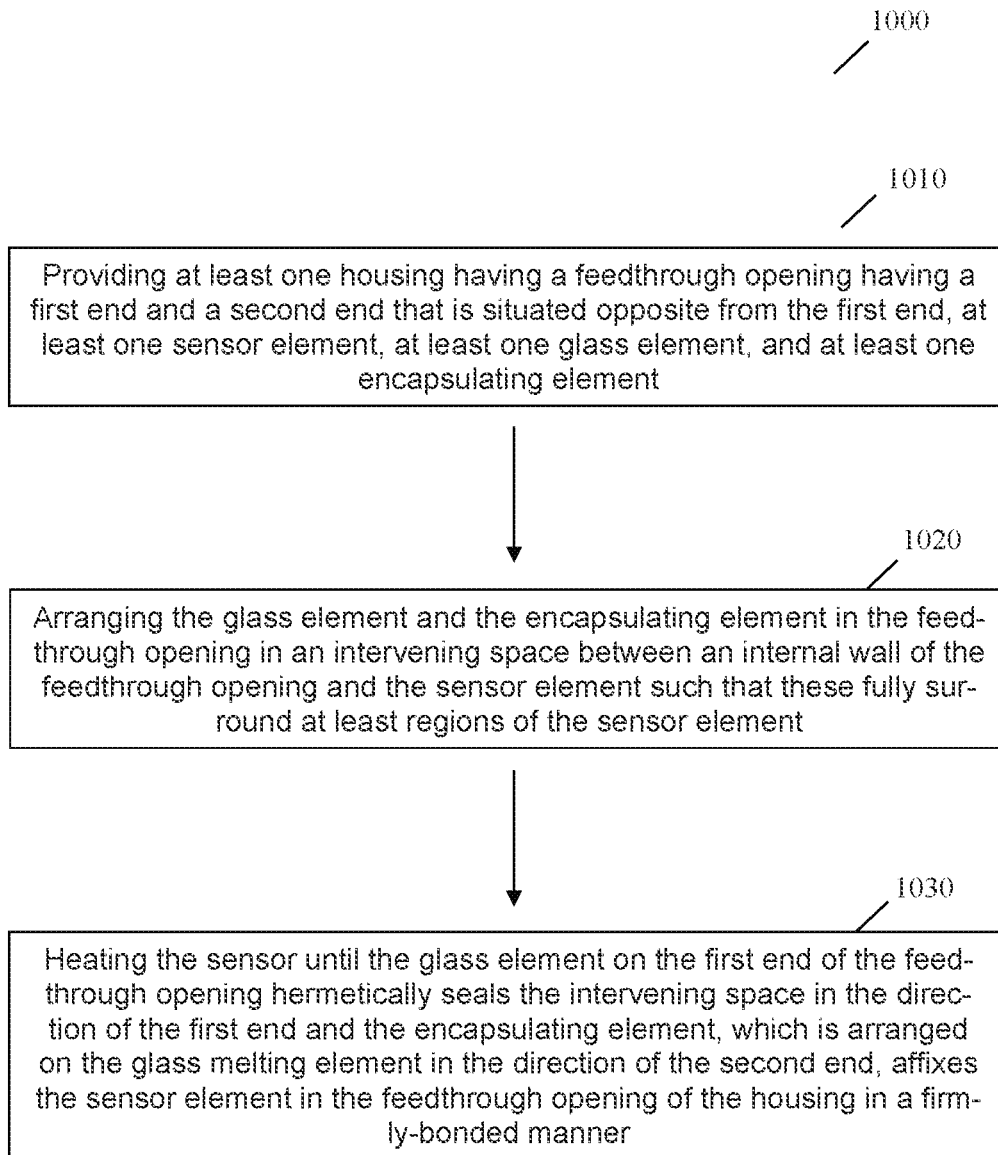 1000
1010
Providing at least one housing having a feedthrough opening having a
first end and a second end that is situated opposite from the first end, at
least one sensor element, at least one glass element, and at least one
encapsulating element
1020
Arranging the glass element and the encapsulating element in the feed-
through opening in an intervening space between an internal wall of the
feedthrough opening and the sensor element such that these fully sur-
round at least regions of the sensor element
1030
Heating the sensor until the glass element on the first end of the feed-
through opening hermetically seals the intervening space in the direc-
tion of the first end and the encapsulating element, which is arranged
on the glass melting element in the direction of the second end, affixes
the sensor element in the feedthrough opening of the housing in a firm-
ly-bonded manner